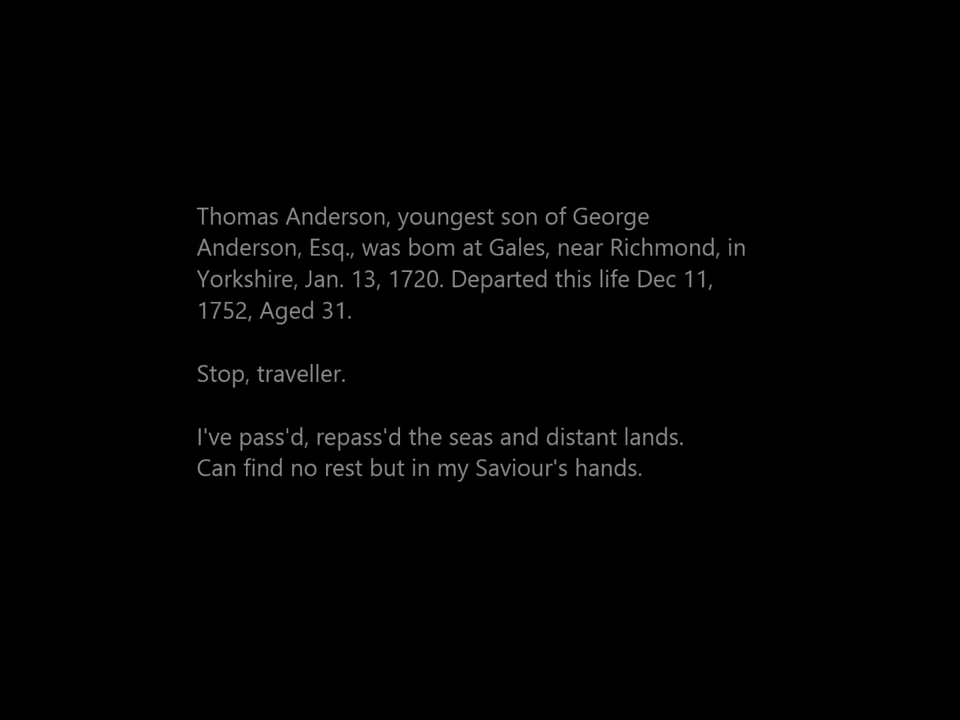 Thomas Anderson, youngest son of George
Anderson, Esq., was bom at Gales, near Richmond, in
Yorkshire, Jan. 13, 1720. Departed this life Dec 11,
1752, Aged 31.
Stop, traveller.
I've pass'd, repass'd the seas and distant lands.
Can find no rest but in my Saviour's hands.